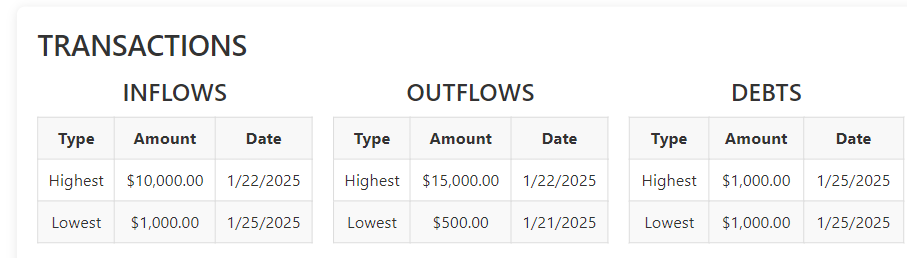 TRANSACTIONS
INFLOWS OUTFLOWS DEBTS
Type Amount Date Type Amount Date Type Amount Date
Highest $10,000.00 1/22/2025 Highest $15,000.00 1/22/2025 Highest $1,000.00 1/25/2025
Lowest $1,000.00 1/25/2025 Lowest $500.00 1/21/2025 Lowest $1,000.00 1/25/2025